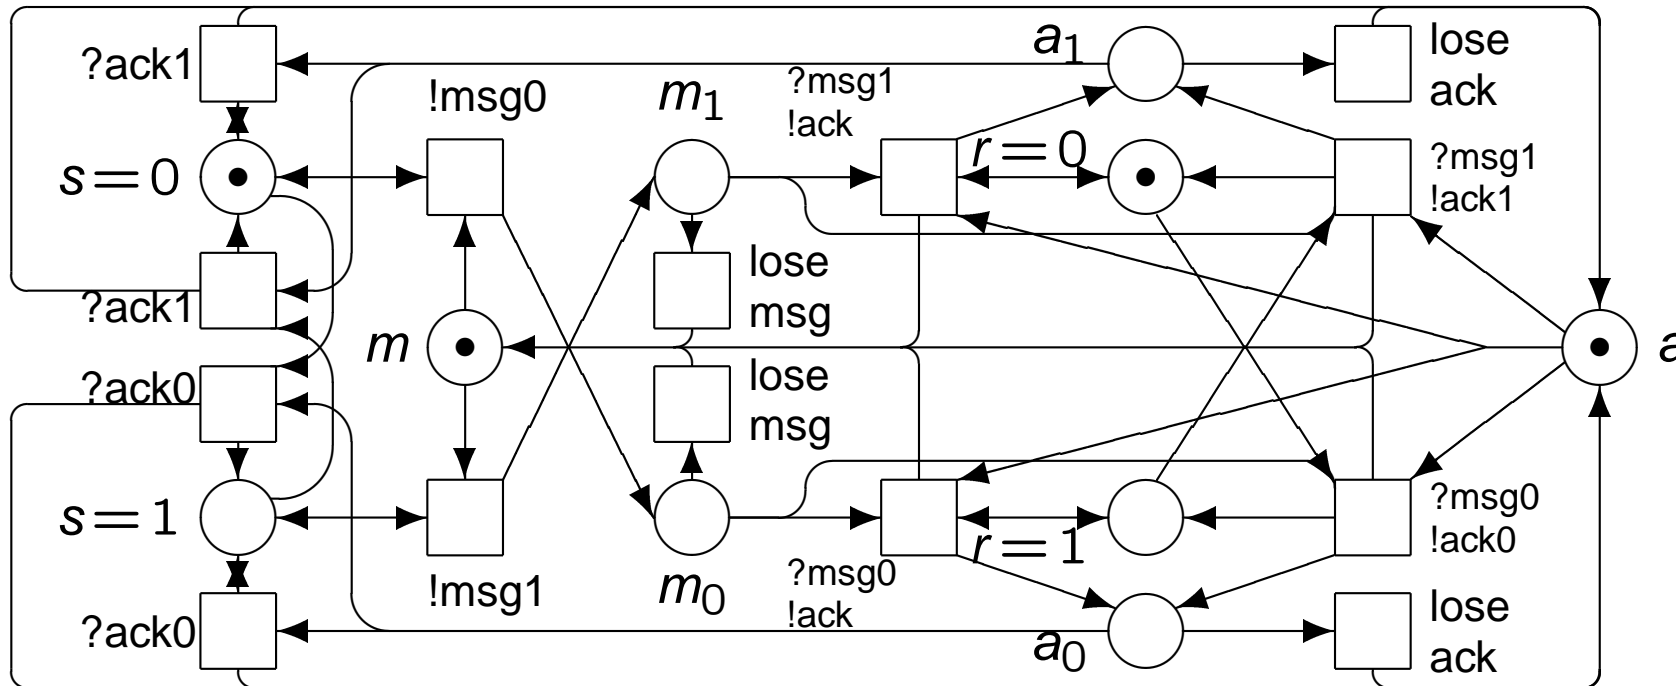 ?ack1
!msg0
m1
?msg1
!ack
a1
lose
ack
s=0
r=0
?msg1
!ack1
?ack1
lose
msg
m
a
?ack0
lose
msg
s=1
r=1
?msg0
!ack0
!msg1
m0
?msg0
!ack
?ack0
a0
lose
ack